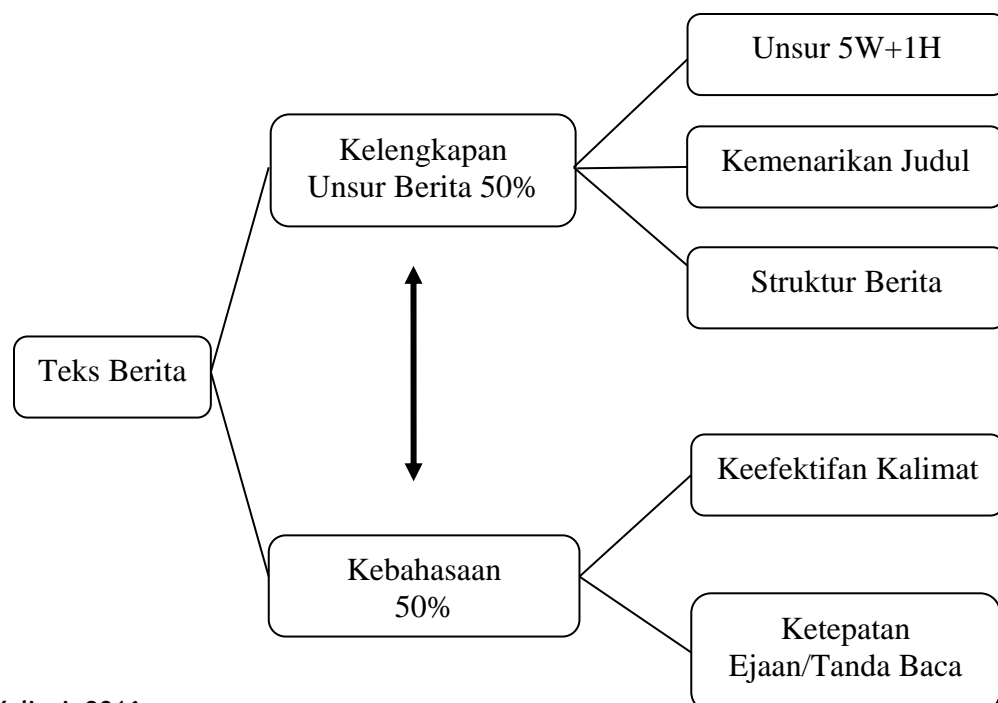 Unsur 5W+1H
Kelengkapan
Unsur Berita 50%
Kemenarikan Judul
Struktur Berita
Teks Berita
Keefektifan Kalimat
Kebahasaan
50%
Ketepatan
Ejaan/Tanda Baca